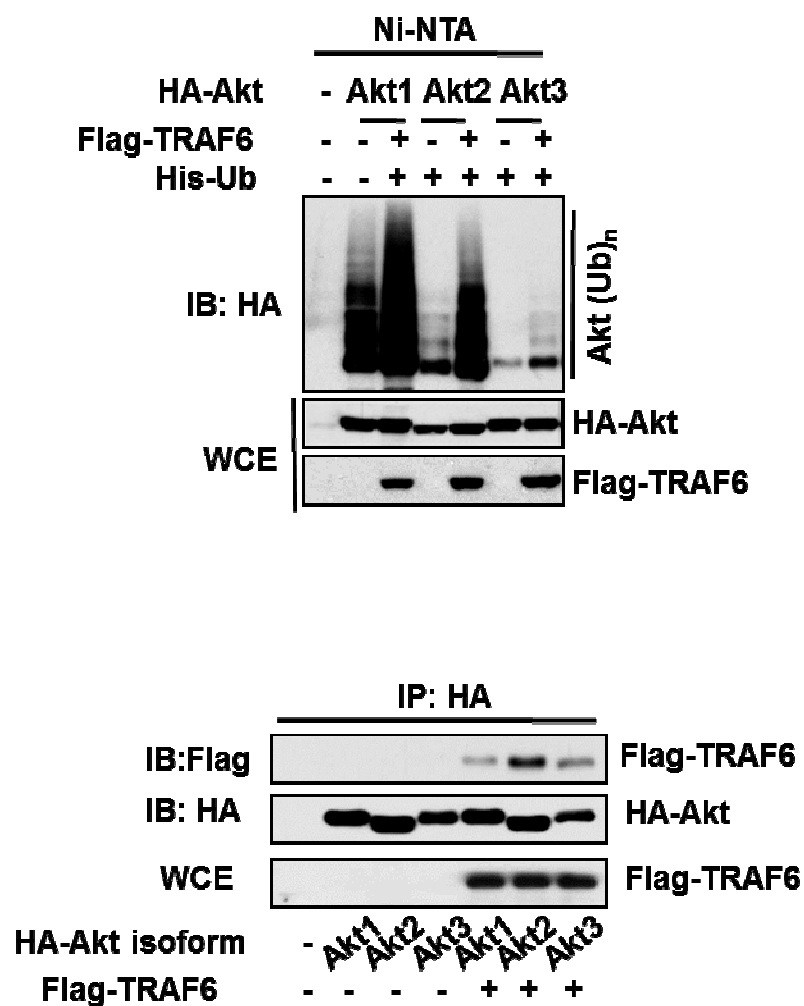 Ni-NTA
HA-Akt - Akt1 Akt2 Akt3
Flag-TRAF6 - - + - + - +
His-Ub - - + + + + +
IB: HA
Akt (Ub)n
HA-Akt
WCE
Flag-TRAF6
IP: HA
IB:Flag Flag-TRAF6
IB: HA HA-Akt
WCE Flag-TRAF6
HA-Akt isoform - Akt1 Akt2 Akt3 Akt1 Akt2 Akt3
Flag-TRAF6 - - - - + + +